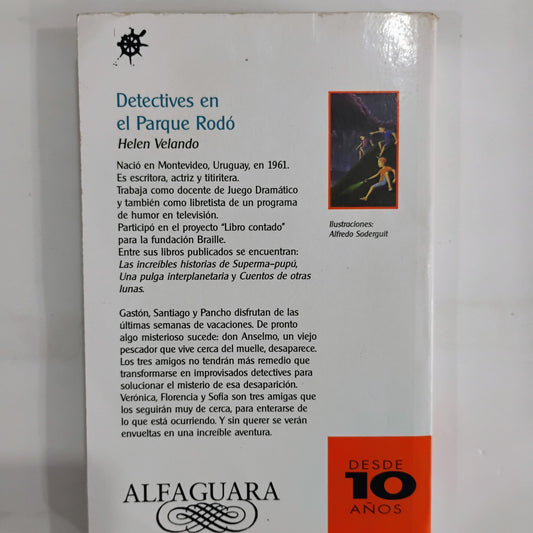 Detectives en
el Parque Rodó
Helen Velando
Nació en Montevideo, Uruguay, en 1961.
Es escritora, actriz y titiritera.
Trabaja como docente de Juego Dramático
y también como libretista de un programa
de humor en televisión.
Participó en el proyecto "Libro contado"
para la fundación Braille.
Entre sus libros publicados se encuentran:
Las increíbles historias de Superma-pupú,
Una pulga interplanetaria y Cuentos de otras
lunas.
Ilustraciones:
Alfredo Soderguit
Gastón, Santiago y Pancho disfrutan de las
últimas semanas de vacaciones. De pronto
algo misterioso sucede: don Anselmo, un viejo
pescador que vive cerca del muelle, desaparece.
Los tres amigos no tendrán más remedio que
transformarse en improvisados detectives para
solucionar el misterio de esa desaparición.
Verónica, Florencia y Sofía son tres amigas que
los seguirán muy de cerca, para enterarse de
lo que está ocurriendo. Y sin querer se verán
envueltas en una increíble aventura.
ALFAGUARA
DESDE
10
AÑOS